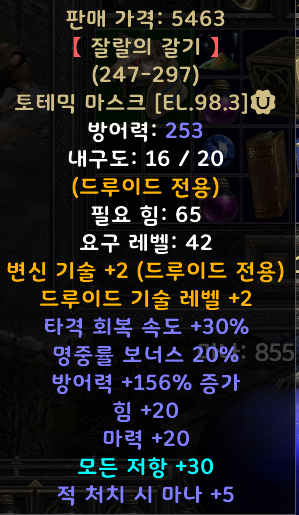 판매 가격: 5463
【 잘랄의 갈기 】
(247-297)
토테믹 마스크 [EL.98.3]
방어력: 253
내구도: 16 / 20
(드루이드 전용)
필요 힘: 65
요구 레벨: 42
변신 기술 +2 (드루이드 전용)
드루이드 기술 레벨 +2
타격 회복 속도 +30%
명중률 보너스 20%
방어력 +156% 증가
힘 +20
마력 +20
모든 저항 +30
적 처치 시 마나 +5
855